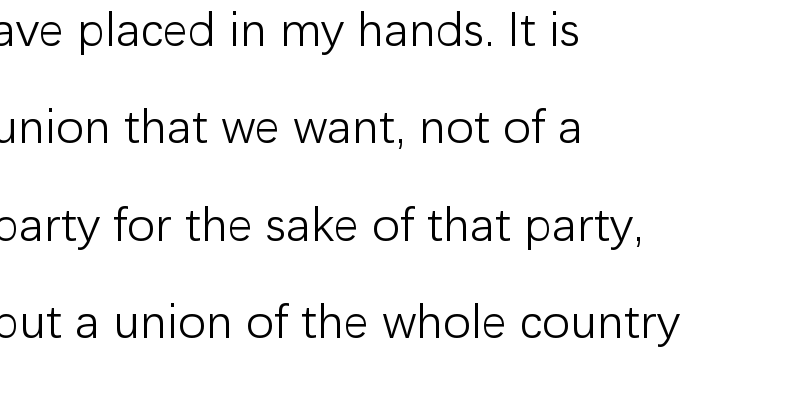 ave placed in my hands. It is
union that we want, not of a
party for the sake of that party,
but a union of the whole country